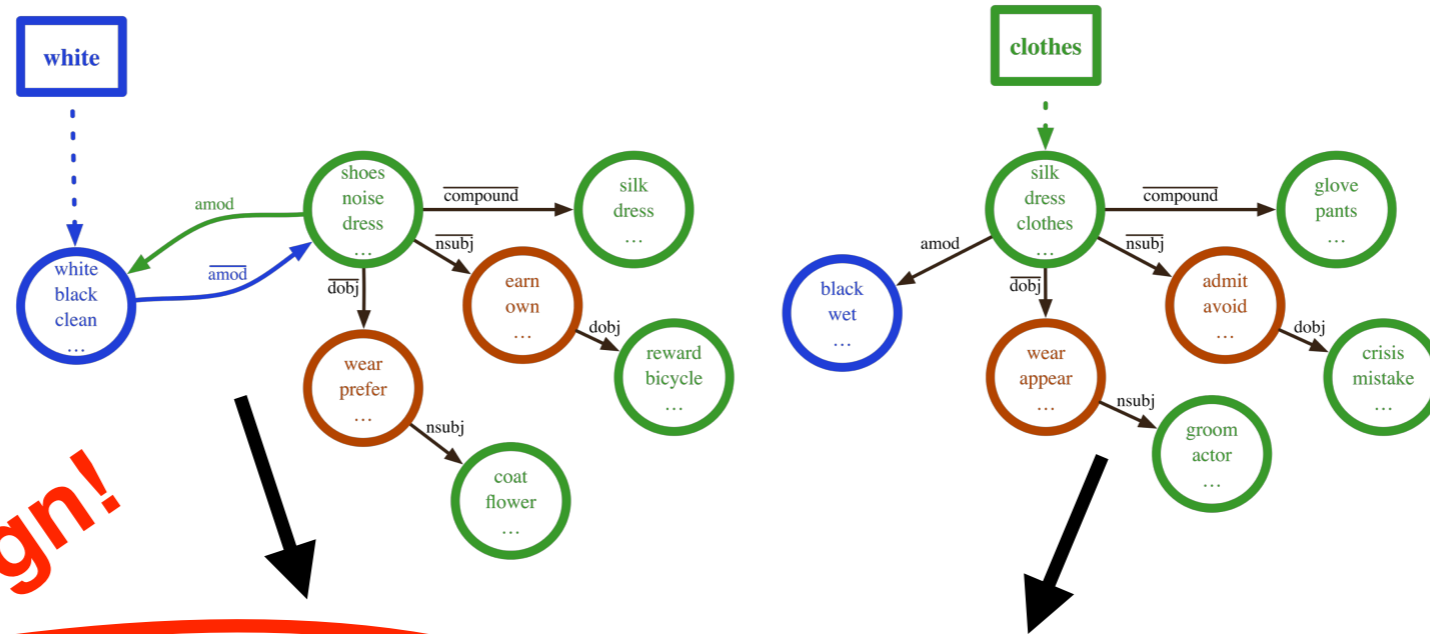 white
amod
amod
white
black
clean
...
shoes
noise
dress
...
compound
silk
dress
...
nsubj
earn
own
...
dobj
reward
bicycle
...
dobj
wear
prefer
...
nsubj
coat
flower
...
clothes
silk
dress
clothes
...
compound
glove
pants
...
amod
black
wet
...
nsubj
admit
avoid
...
dobj
crisis
mistake
...
dobj
wear
appear
...
nsubj
groom
actor
...
gn!